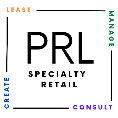 LEASE
MANAGE
PRL
SPECIALTY
RETAIL
CREATE
CONSULT